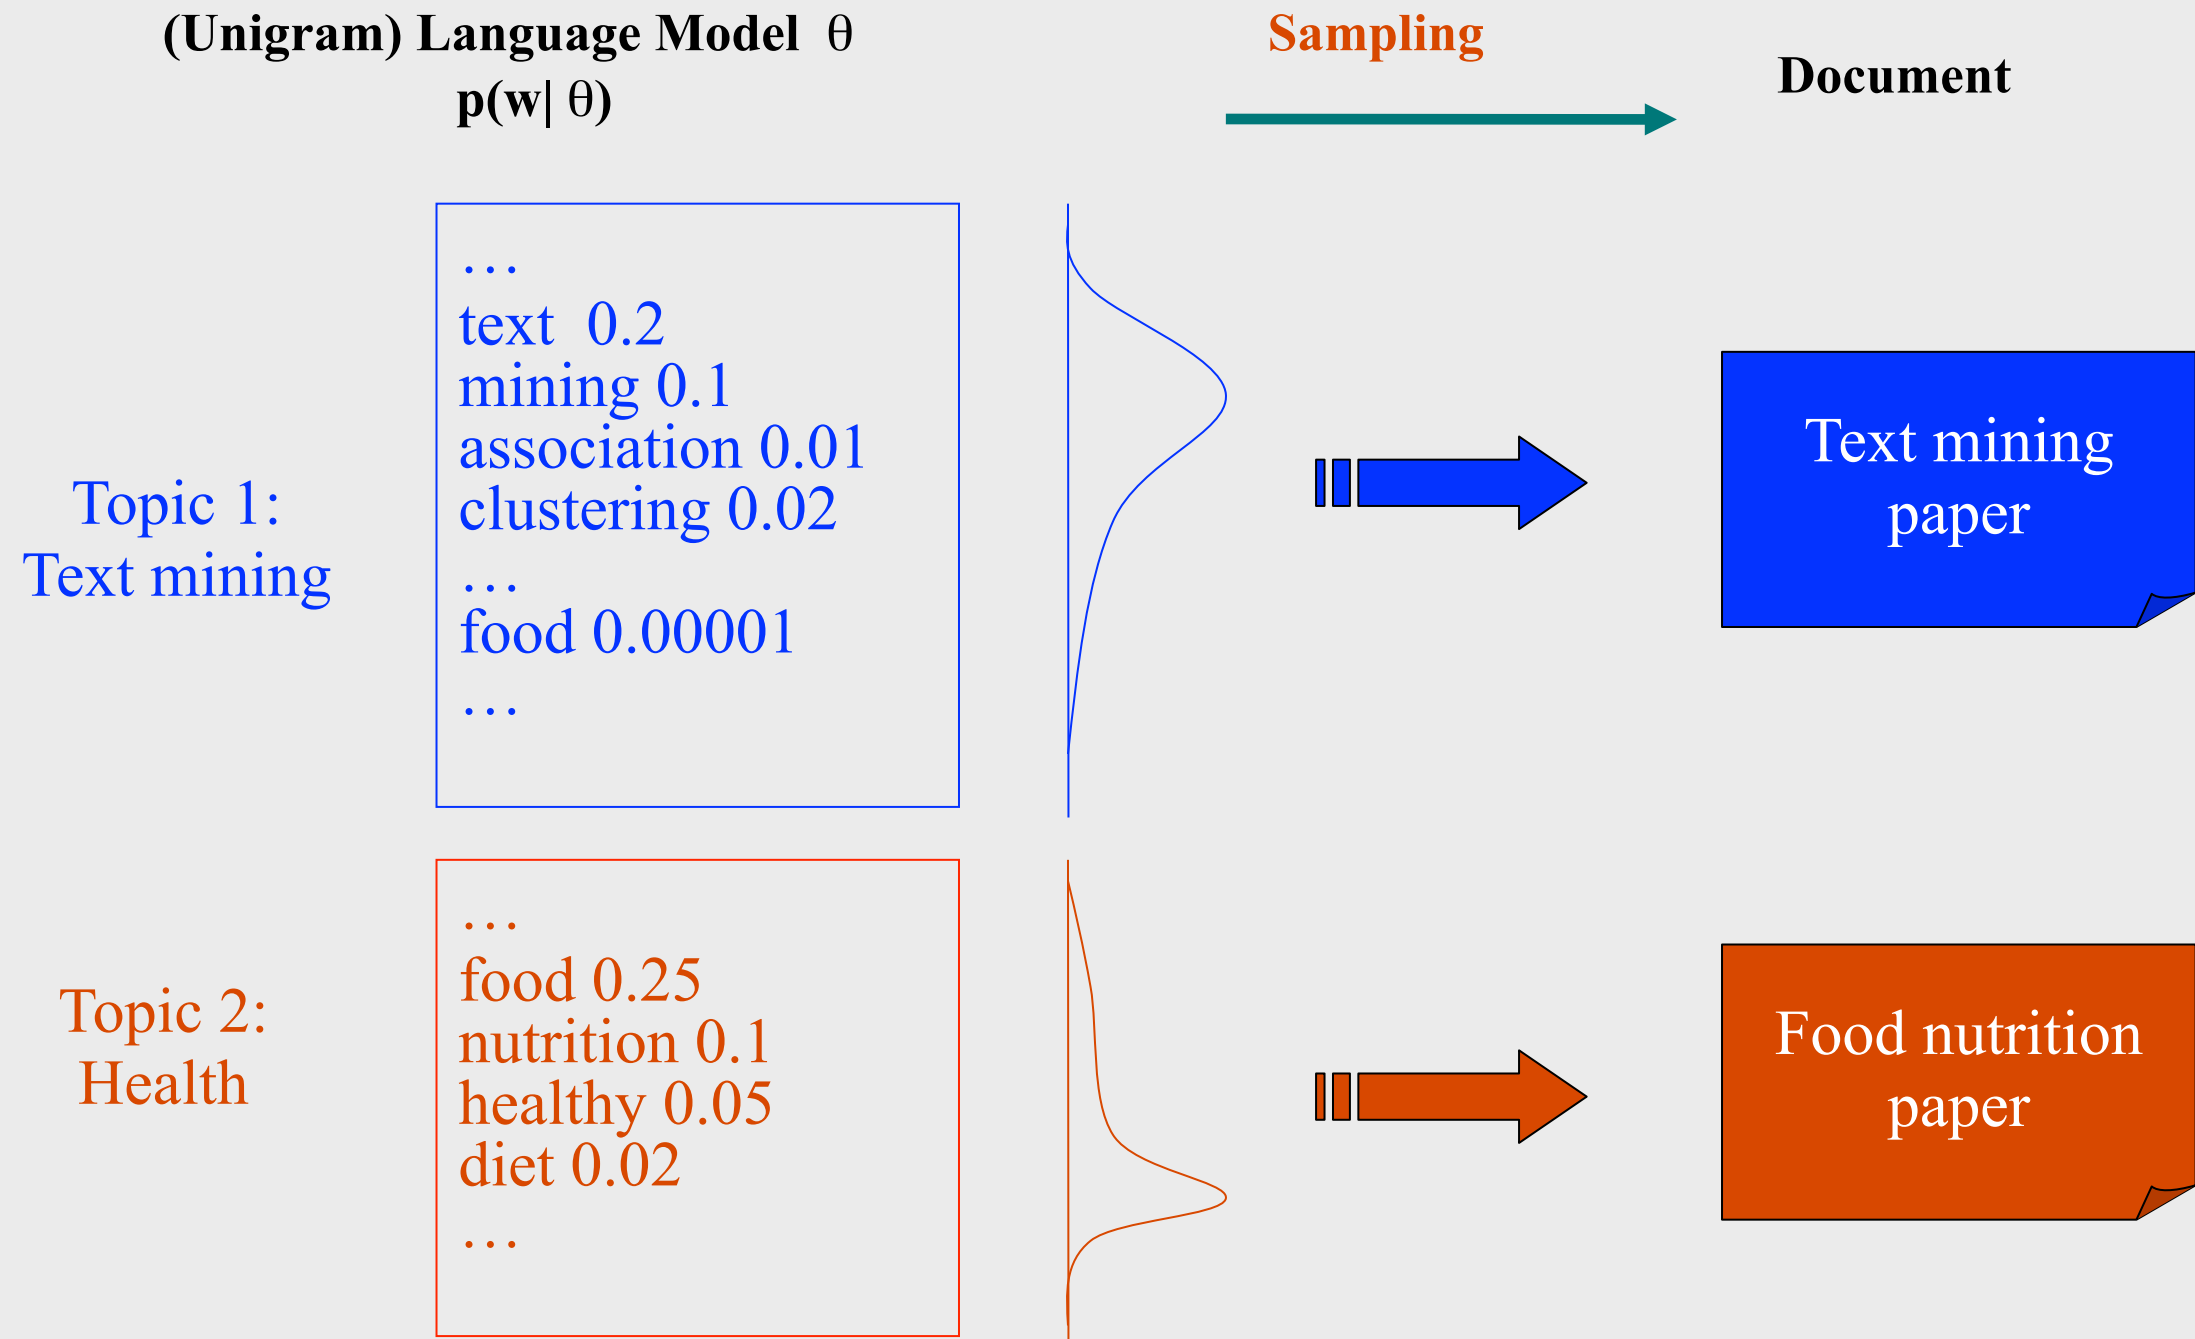 (Unigram) Language Model θ
p(w| θ)
Sampling
Document
Topic 1:
Text mining
…
text 0.2
mining 0.1
association 0.01
clustering 0.02
…
food 0.00001
…
Text mining
paper
Topic 2:
Health
…
food 0.25
nutrition 0.1
healthy 0.05
diet 0.02
…
Food nutrition
paper